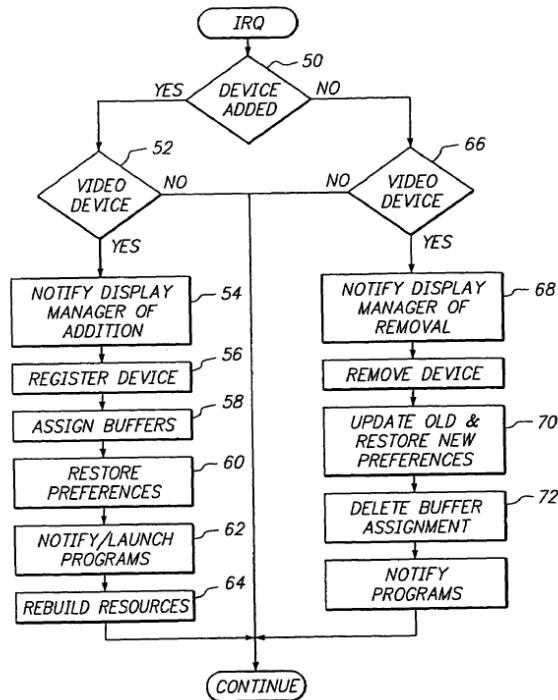 IRQ
50
DEVICE
ADDED
YES
NO
52
VIDEO
DEVICE
NO
YES
66
VIDEO
DEVICE
NO
YES
NOTIFY DISPLAY
MANAGER OF
ADDITION
54
REGISTER DEVICE
56
ASSIGN BUFFERS
58
RESTORE
PREFERENCES
60
NOTIFY/LAUNCH
PROGRAMS
62
REBUILD RESOURCES
64
NOTIFY DISPLAY
MANAGER OF
REMOVAL
68
REMOVE DEVICE
UPDATE OLD &
RESTORE NEW
PREFERENCES
70
DELETE BUFFER
ASSIGNMENT
72
NOTIFY
PROGRAMS
CONTINUE